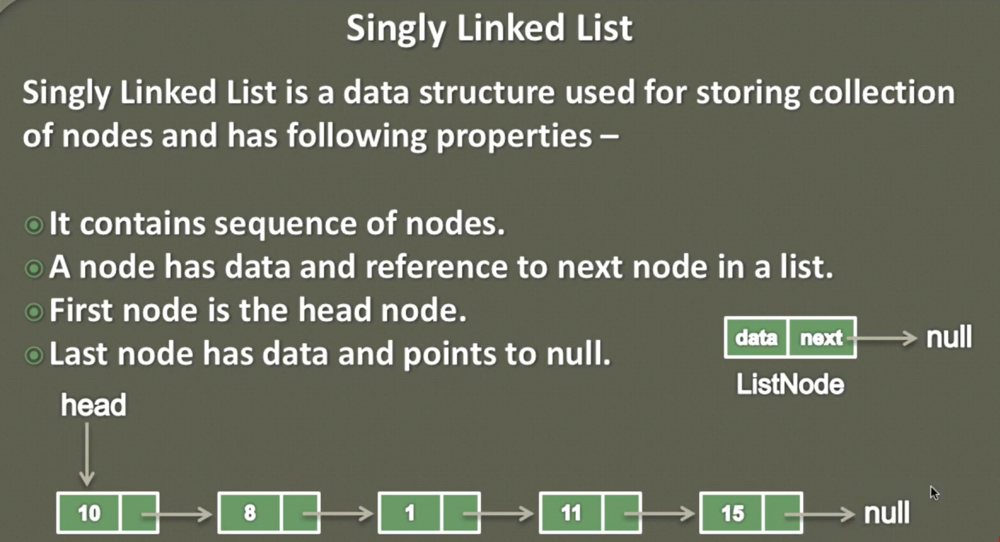 Singly Linked List
Singly Linked List is a data structure used for storing collection
of nodes and has following properties –
It contains sequence of nodes.
A node has data and reference to next node in a list.
First node is the head node.
Last node has data and points to null.
data next null
ListNode
head
10 8 1 11 15 null